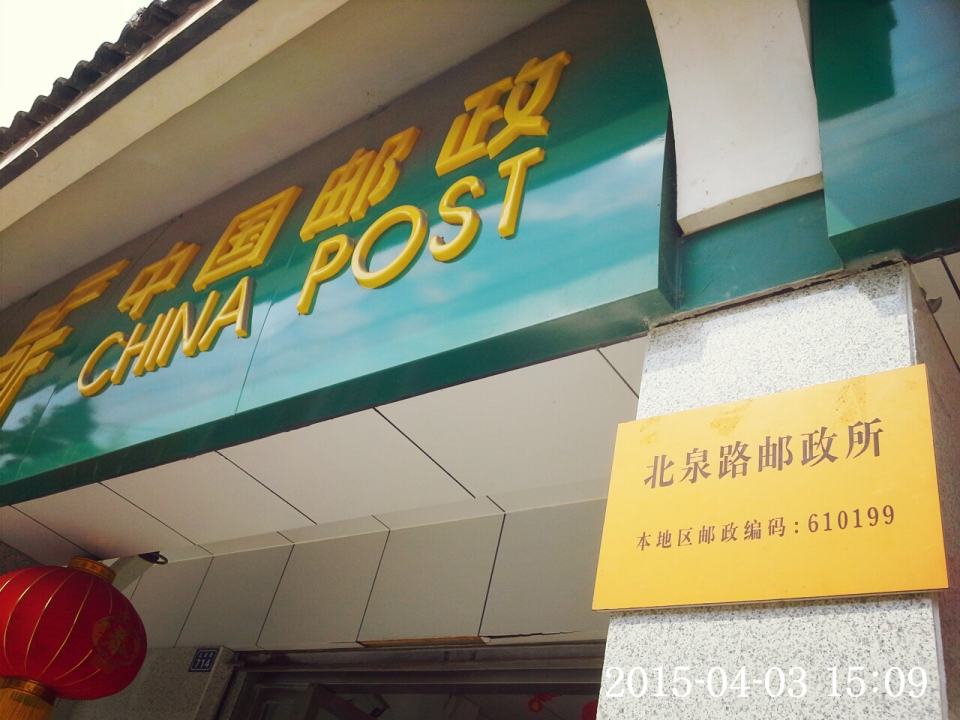 中国邮政
CHINA POST
北泉路邮政所
本地区邮政编码:610199
714
2015-04-03 15:09